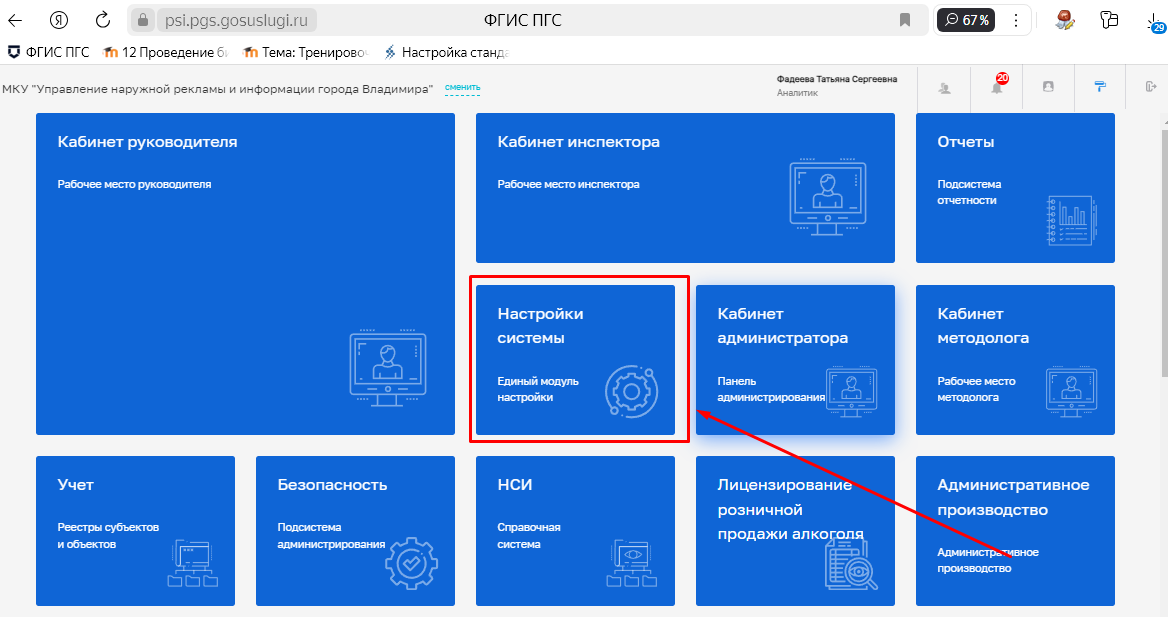 psi.pgs.gosuslugi.ru
ФГИС ПГС
67%
29
ФГИС ПГС
12 Проведение би
Тема: Тренирово
Настройка станда
МКУ "Управление наружной рекламы и информации города Владимира"
сменить
Фадеева Татьяна Сергеевна
Аналитик
20
Кабинет руководителя
Рабочее место руководителя
Кабинет инспектора
Рабочее место инспектора
Отчеты
Подсистема
отчетности
Настройки
системы
Единый модуль
настройки
Кабинет
администратора
Панель
администрирования
Кабинет
методолога
Рабочее место
методолога
Учет
Реестры субъектов
и объектов
Безопасность
Подсистема
администрирования
НСИ
Справочная
система
Лицензирование
розничной
продажи алкоголя
Административное
производство
Административное
производство